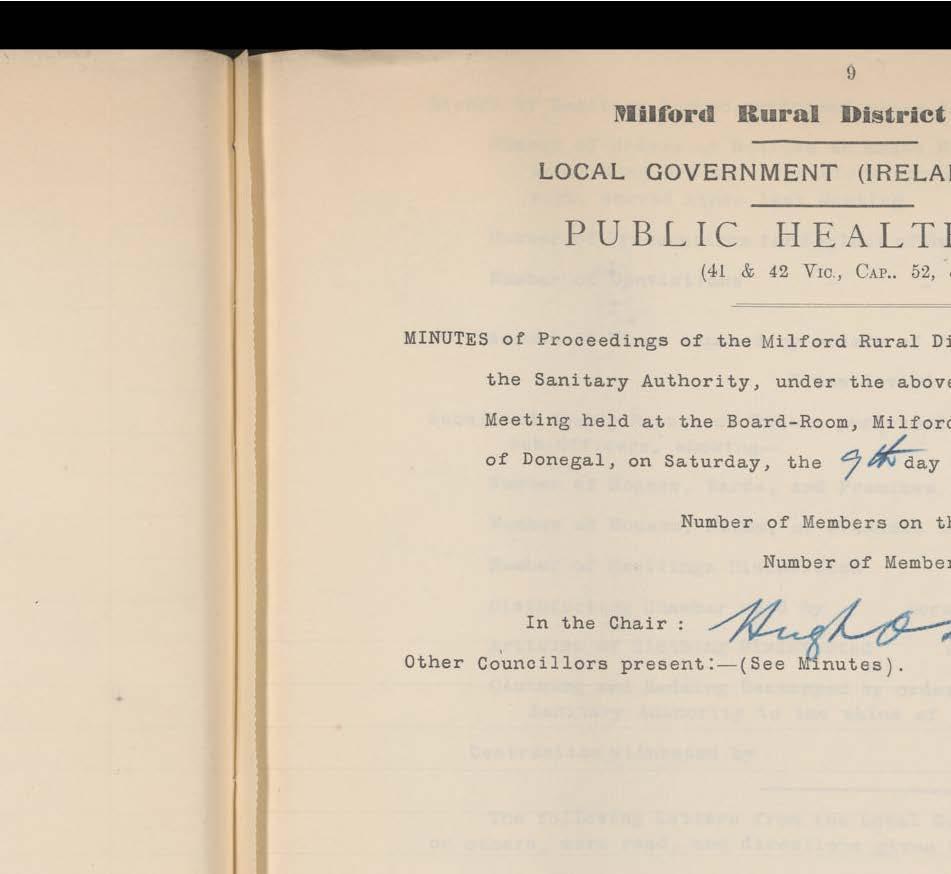 9
Milford Rural District
LOCAL GOVERNMENT (IRELA
PUBLIC HEALT
(41 & 42 Vic., Cap.. 52,
MINUTES of Proceedings of the Milford Rural Di
the Sanitary Authority, under the above
Meeting held at the Board-Room, Milford
of Donegal, on Saturday, the 9th day
Number of Members on th
Number of Member
In the Chair : Hugh O
Other Councillors present:—(See Minutes).